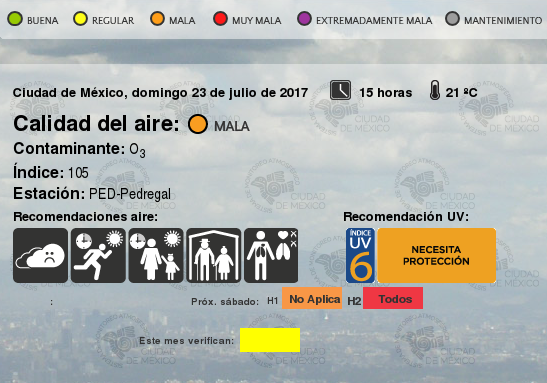 BUENA REGULAR MALA MUY MALA EXTREMADAMENTE MALA MANTENIMIENTO
Ciudad de México, domingo 23 de julio de 2017 15 horas 21 ºC
Calidad del aire: MALA
Contaminante: O3
Índice: 105
Estación: PED-Pedregal
Recomendaciones aire: Recomendación UV:
ÍNDICE
UV
6
NECESITA
PROTECCIÓN
: Próx. sábado: H1 No Aplica H2 Todos
Este mes verifican:
CIUDAD
DE MÉXICO